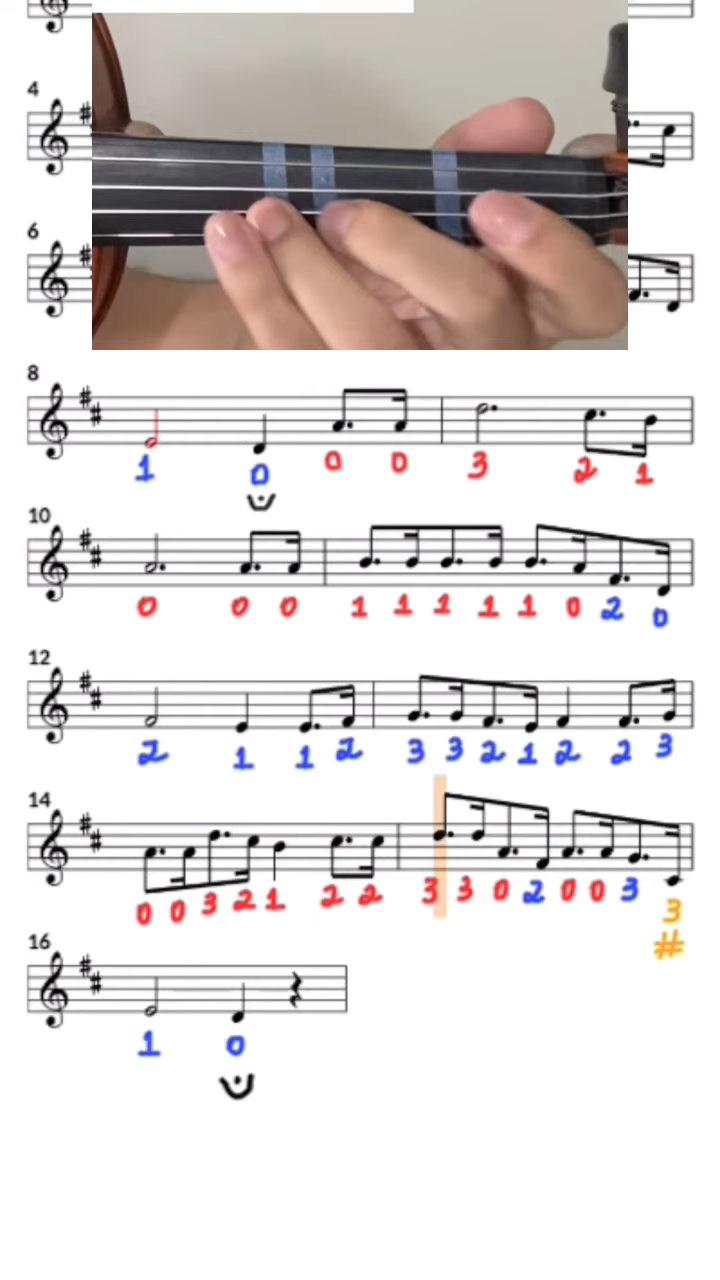 4
6
8
1 0 0 0 3 2 1
10
0 0 0 1 1 1 1 1 0 2 0
12
2 1 1 2 3 3 2 1 2 2 3
14
0 0 3 2 1 2 2 3 3 0 2 0 0 3 3
#
16
1 0